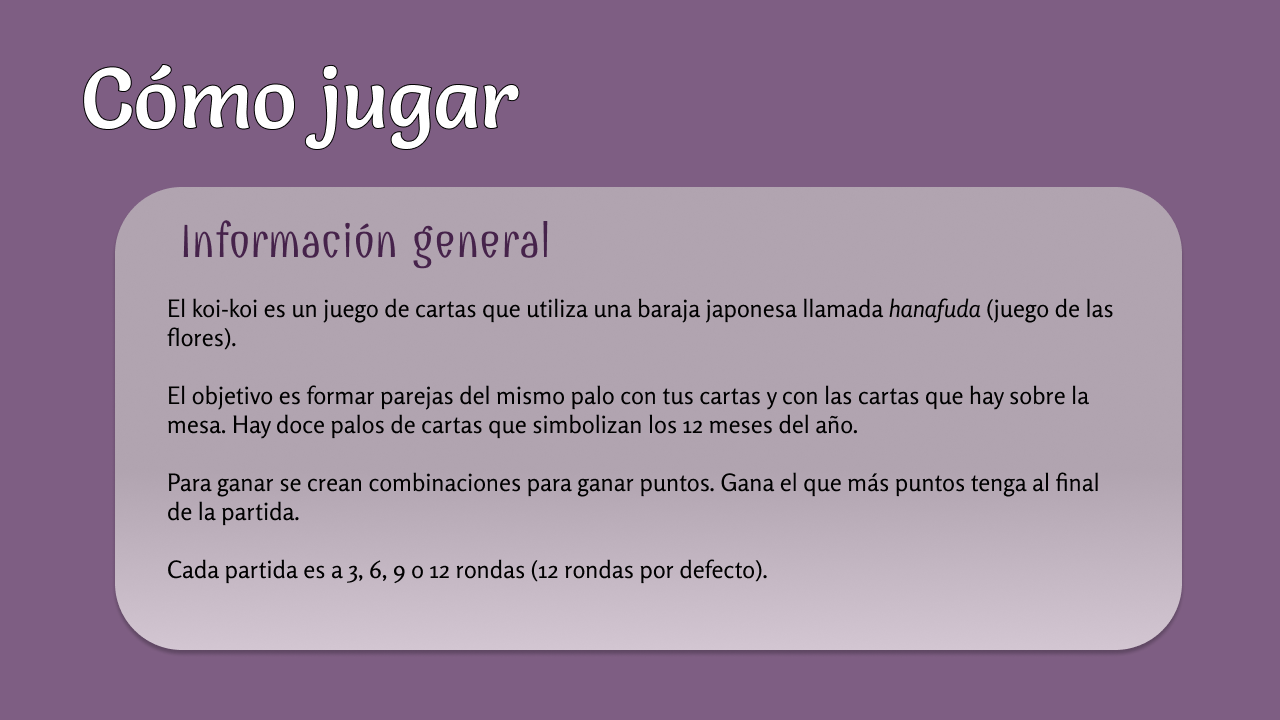 Cómo jugar
Información general
El koi-koi es un juego de cartas que utiliza una baraja japonesa llamada hanafuda (juego de las
flores).
El objetivo es formar parejas del mismo palo con tus cartas y con las cartas que hay sobre la
mesa. Hay doce palos de cartas que simbolizan los 12 meses del año.
Para ganar se crean combinaciones para ganar puntos. Gana el que más puntos tenga al final
de la partida.
Cada partida es a 3, 6, 9 o 12 rondas (12 rondas por defecto).